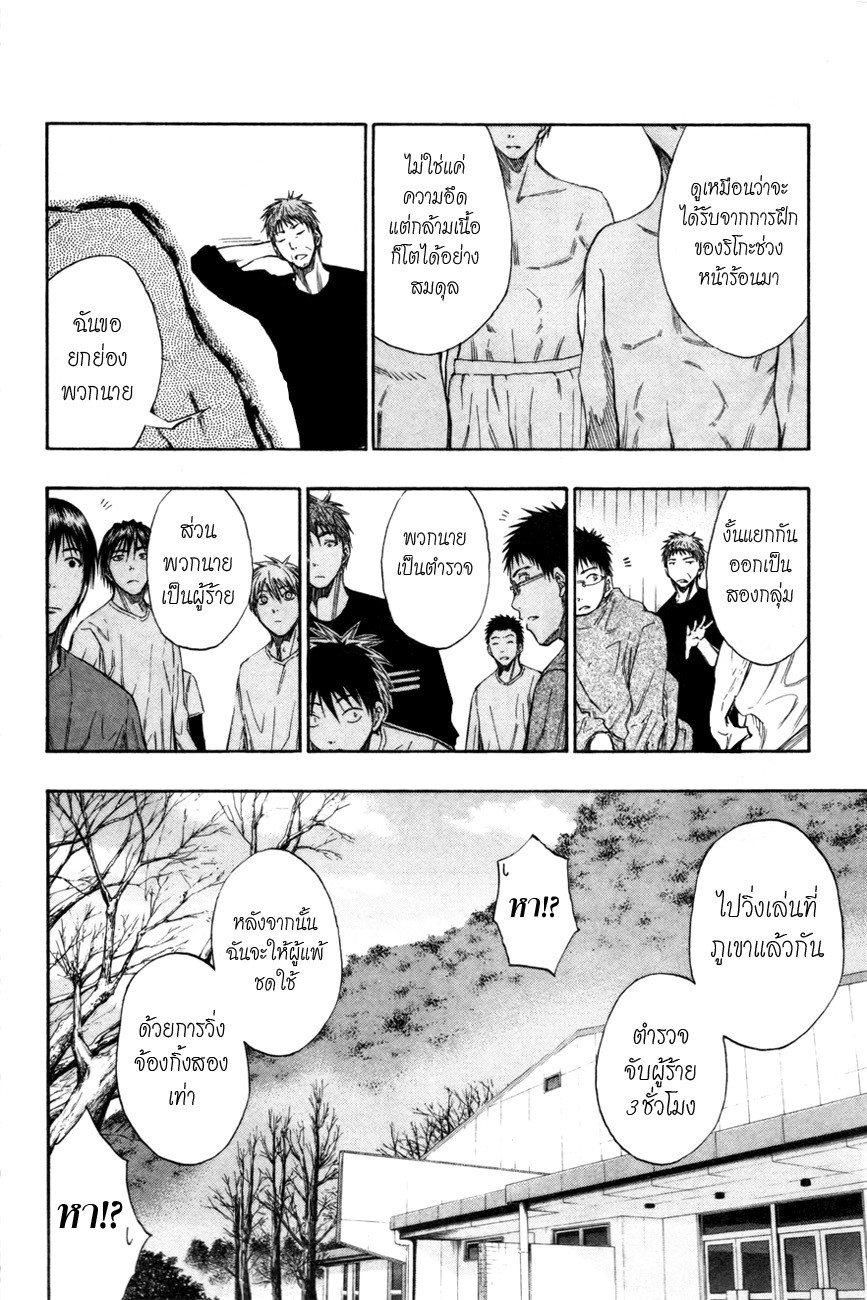 ดูเหมือนว่าจะ
ได้รับจากการฝึก
ของริโกะช่วง
หน้าร้อนมา
ไม่ใช่แค่
ความอึด
แต่กล้ามเนื้อ
ก็โตได้อย่าง
สมดุล
ฉันขอ
ยกย่อง
พวกนาย
งั้นแยกกัน
ออกเป็น
สองกลุ่ม
พวกนาย
เป็นตำรวจ
ส่วน
พวกนาย
เป็นผู้ร้าย
ไปวิ่งเล่นที่
ภูเขาแล้วกัน
ตำรวจ
จับผู้ร้าย
3 ชั่วโมง
หา!?
หลังจากนั้น
ฉันจะให้ผู้แพ้
ชดใช้
ด้วยการวิ่ง
จ้องกิ้งสอง
เท่า
หา!?